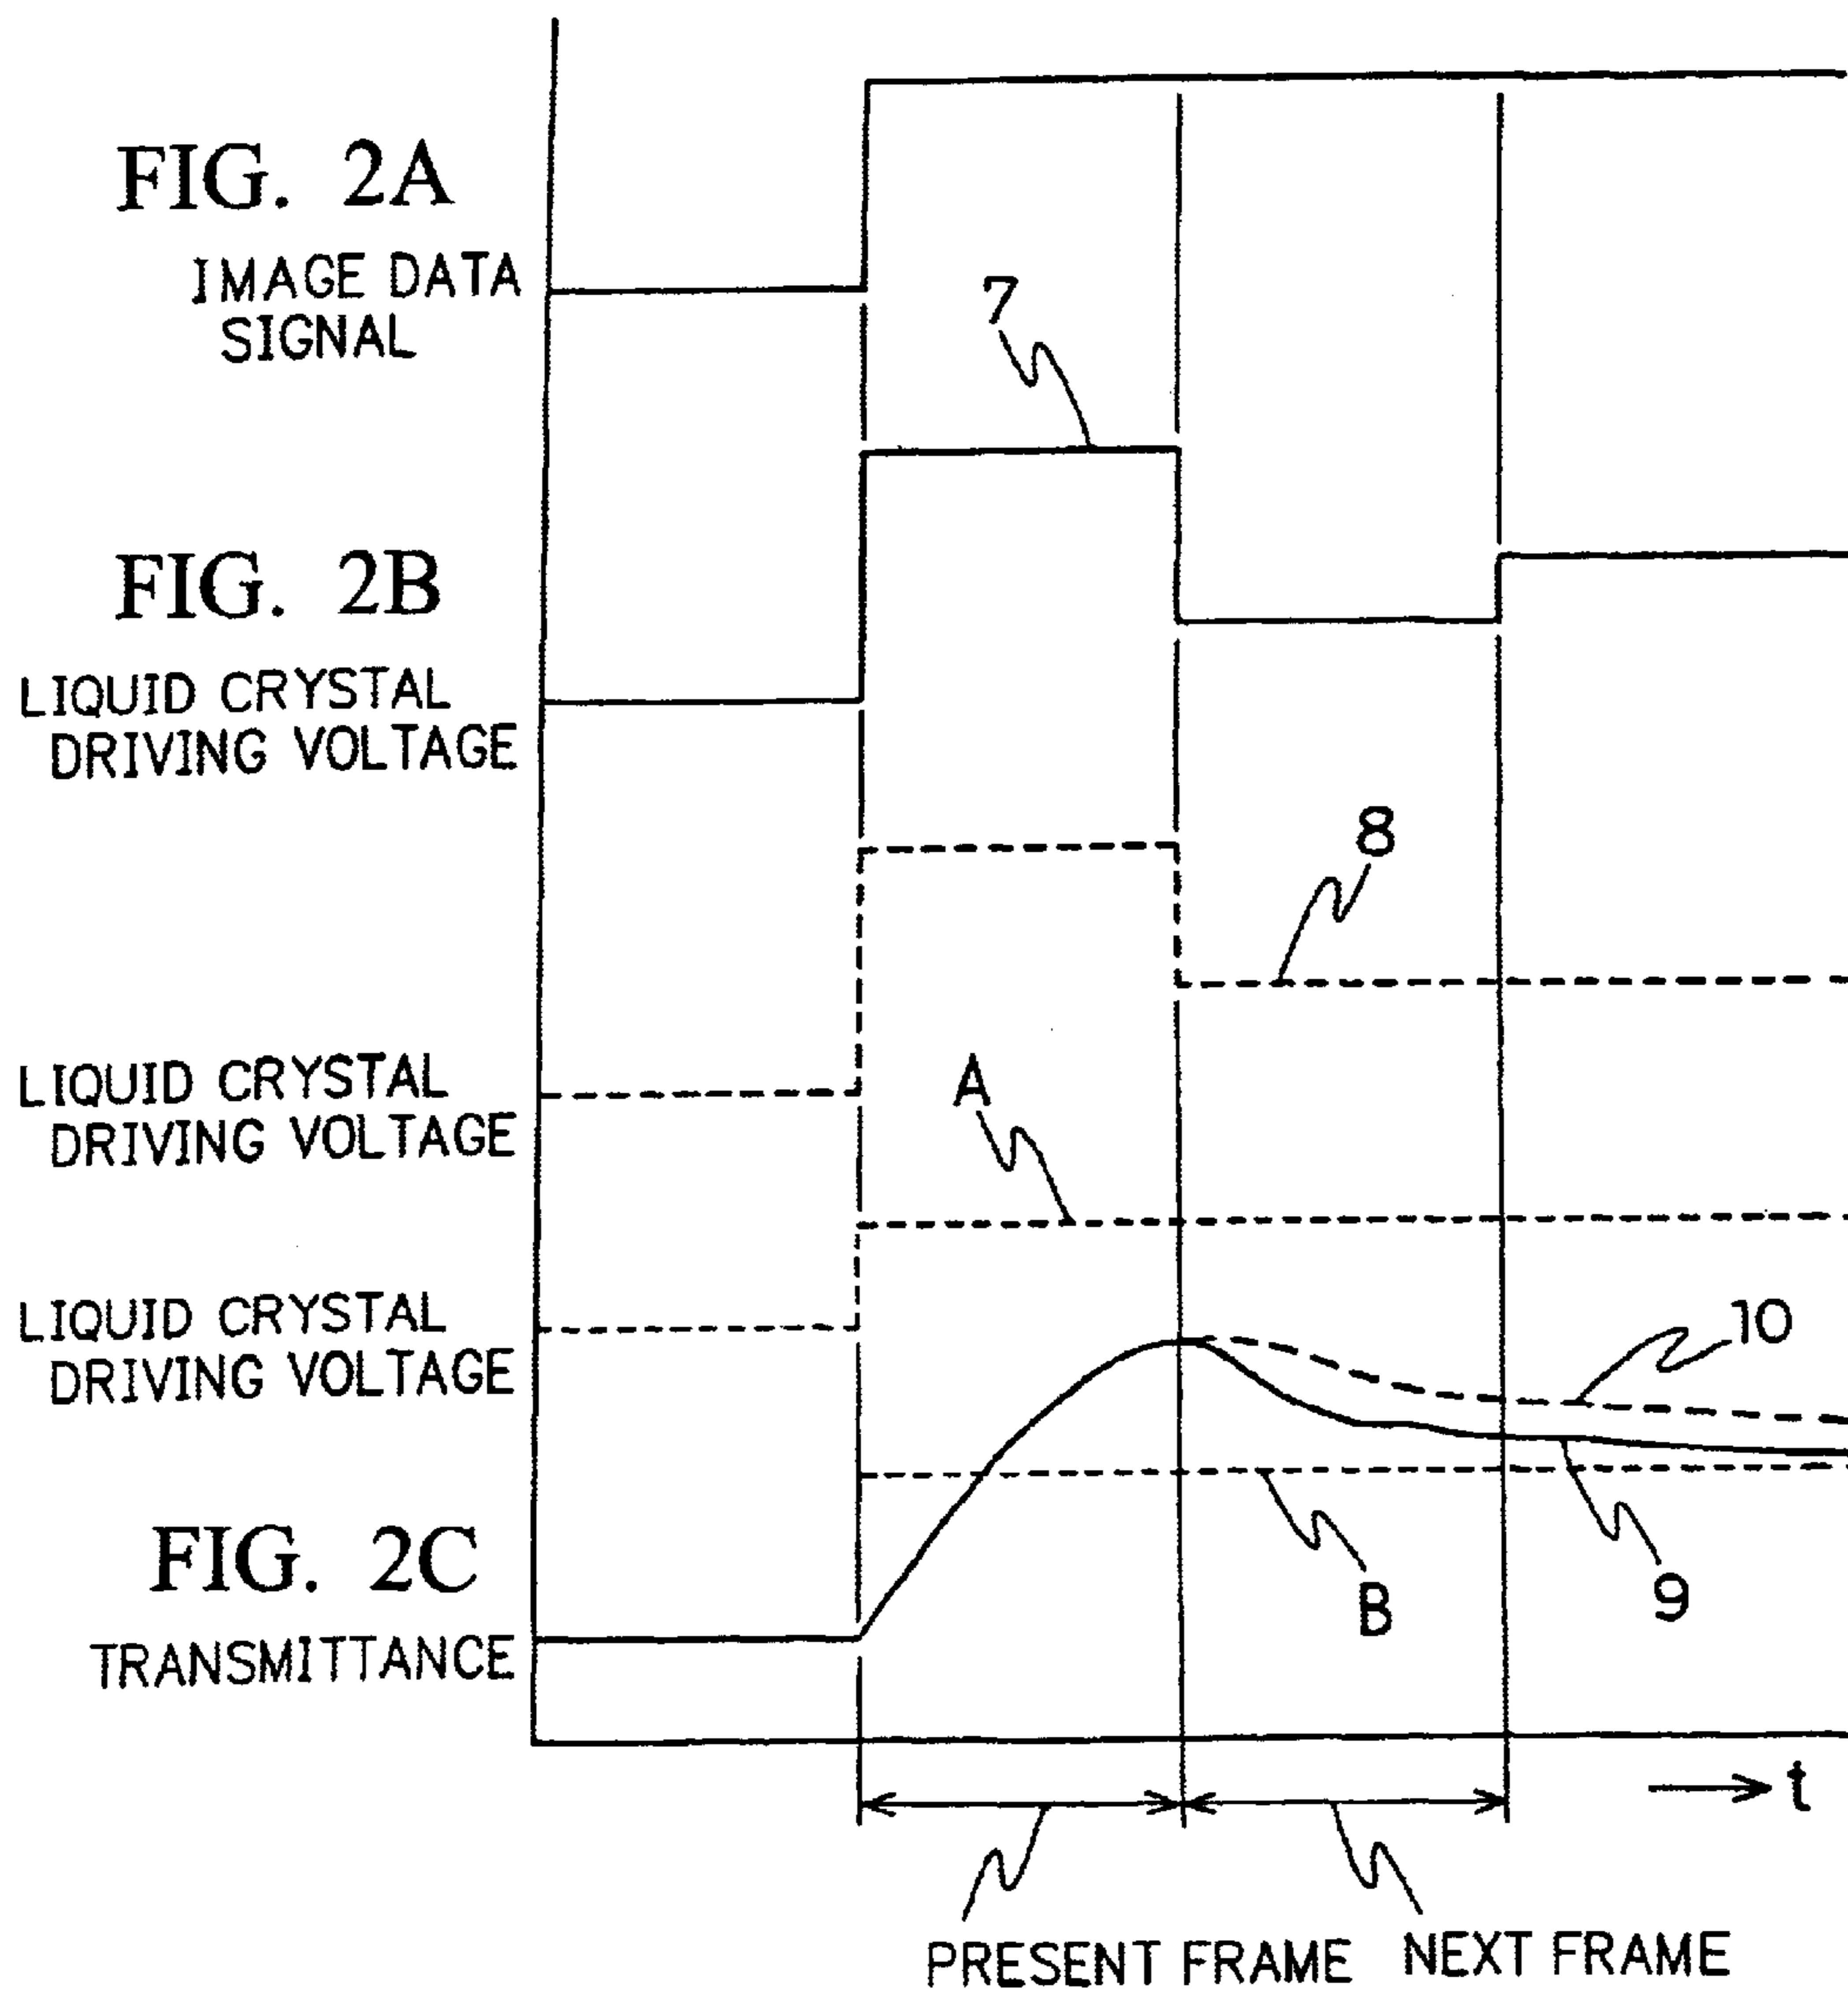 FIG. 2A
IMAGE DATA
SIGNAL
7
FIG. 2B
LIQUID CRYSTAL
DRIVING VOLTAGE
8
LIQUID CRYSTAL
DRIVING VOLTAGE
A
LIQUID CRYSTAL
DRIVING VOLTAGE
10
FIG. 2C
B
9
TRANSMITTANCE
t
PRESENT FRAME
NEXT FRAME